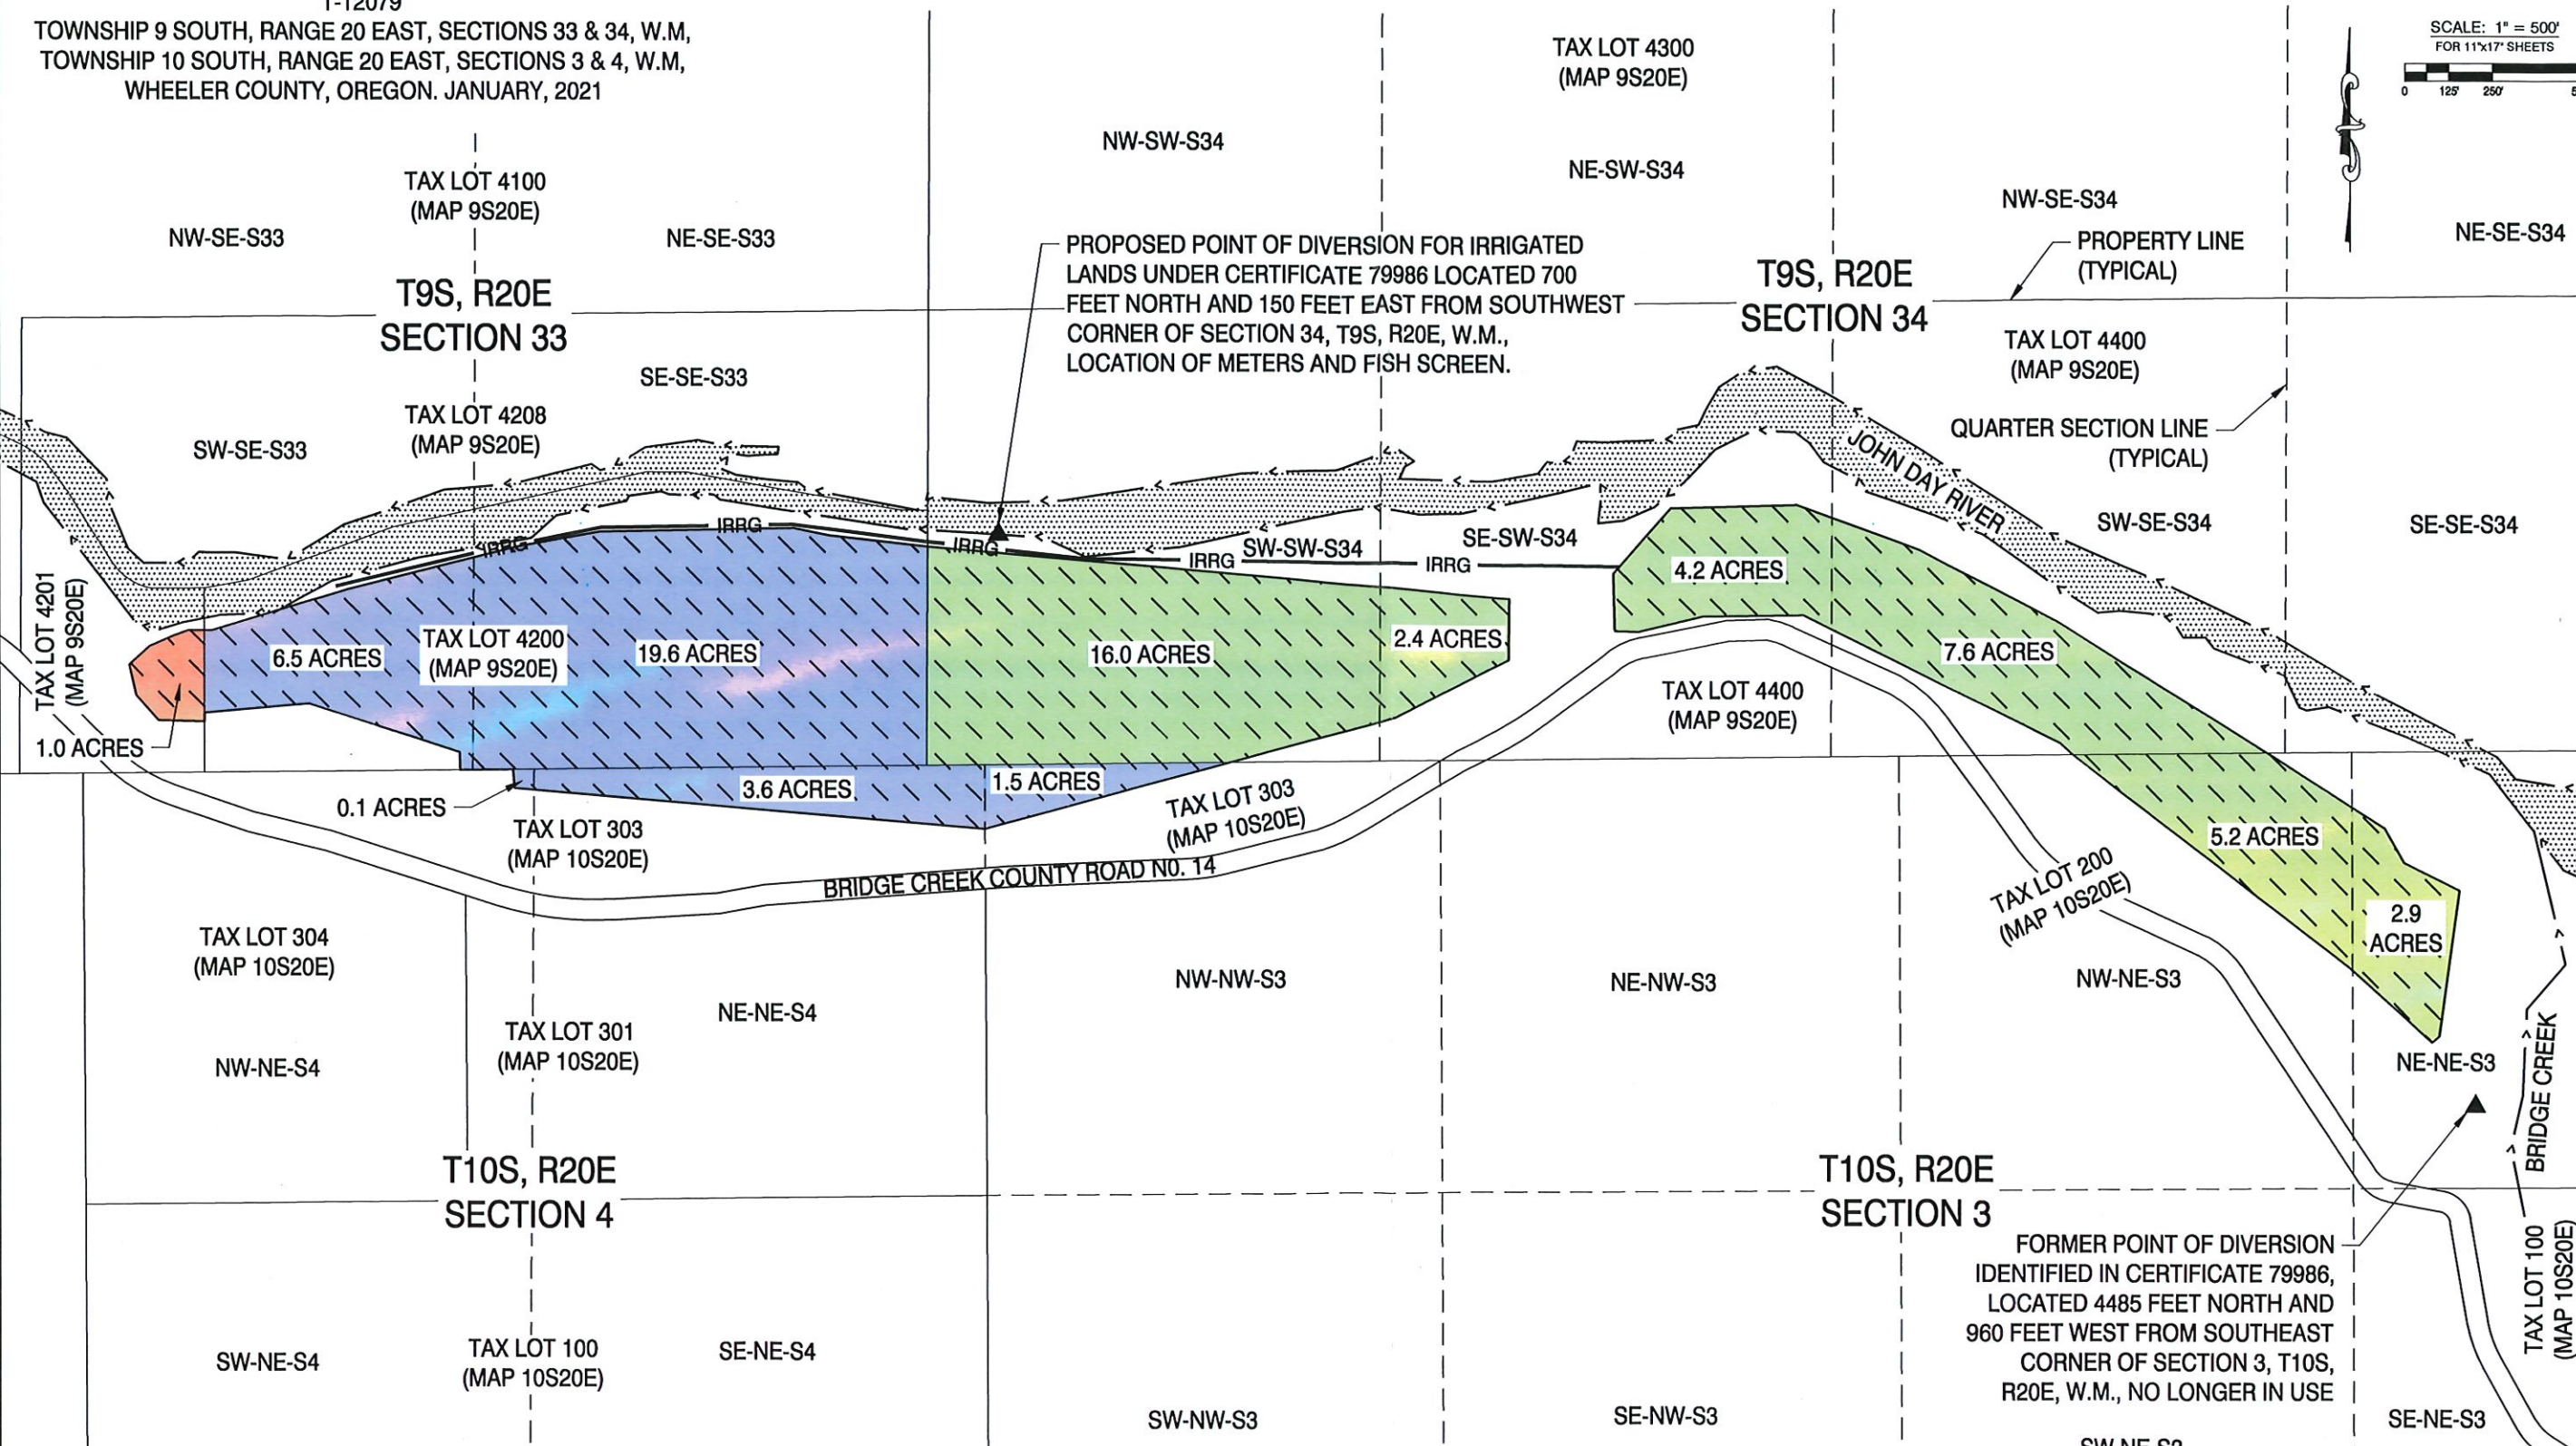 T-12079
TOWNSHIP 9 SOUTH, RANGE 20 EAST, SECTIONS 33 & 34, W.M,
TOWNSHIP 10 SOUTH, RANGE 20 EAST, SECTIONS 3 & 4, W.M,
WHEELER COUNTY, OREGON. JANUARY, 2021
SCALE: 1" = 500'
FOR 11"x17" SHEETS
0 125' 250'
TAX LOT 4300
(MAP 9S20E)
NW-SW-S34
NE-SW-S34
TAX LOT 4100
(MAP 9S20E)
NW-SE-S33
NE-SE-S33
NW-SE-S34
NE-SE-S34
PROPERTY LINE
(TYPICAL)
PROPOSED POINT OF DIVERSION FOR IRRIGATED
LANDS UNDER CERTIFICATE 79986 LOCATED 700
FEET NORTH AND 150 FEET EAST FROM SOUTHWEST
CORNER OF SECTION 34, T9S, R20E, W.M.,
LOCATION OF METERS AND FISH SCREEN.
T9S, R20E
SECTION 33
T9S, R20E
SECTION 34
TAX LOT 4400
(MAP 9S20E)
SE-SE-S33
TAX LOT 4208
(MAP 9S20E)
SW-SE-S33
QUARTER SECTION LINE
(TYPICAL)
JOHN DAY RIVER
SW-SE-S34
SE-SE-S34
IRRG
IRRG
IRRG
IRRG
SW-SW-S34
IRRG
SE-SW-S34
TAX LOT 4201
(MAP 9S20E)
6.5 ACRES
TAX LOT 4200
(MAP 9S20E)
19.6 ACRES
16.0 ACRES
2.4 ACRES
4.2 ACRES
7.6 ACRES
TAX LOT 4400
(MAP 9S20E)
1.0 ACRES
0.1 ACRES
3.6 ACRES
1.5 ACRES
TAX LOT 303
(MAP 10S20E)
TAX LOT 303
(MAP 10S20E)
5.2 ACRES
2.9
ACRES
BRIDGE CREEK COUNTY ROAD NO. 14
TAX LOT 200
(MAP 10S20E)
TAX LOT 304
(MAP 10S20E)
NW-NE-S4
TAX LOT 301
(MAP 10S20E)
NE-NE-S4
NW-NW-S3
NE-NW-S3
NW-NE-S3
NE-NE-S3
BRIDGE CREEK
T10S, R20E
SECTION 4
T10S, R20E
SECTION 3
FORMER POINT OF DIVERSION
IDENTIFIED IN CERTIFICATE 79986,
LOCATED 4485 FEET NORTH AND
960 FEET WEST FROM SOUTHEAST
CORNER OF SECTION 3, T10S,
R20E, W.M., NO LONGER IN USE
TAX LOT 100
(MAP 10S20E)
SW-NE-S4
TAX LOT 100
(MAP 10S20E)
SE-NE-S4
SW-NW-S3
SE-NW-S3
SE-NE-S3